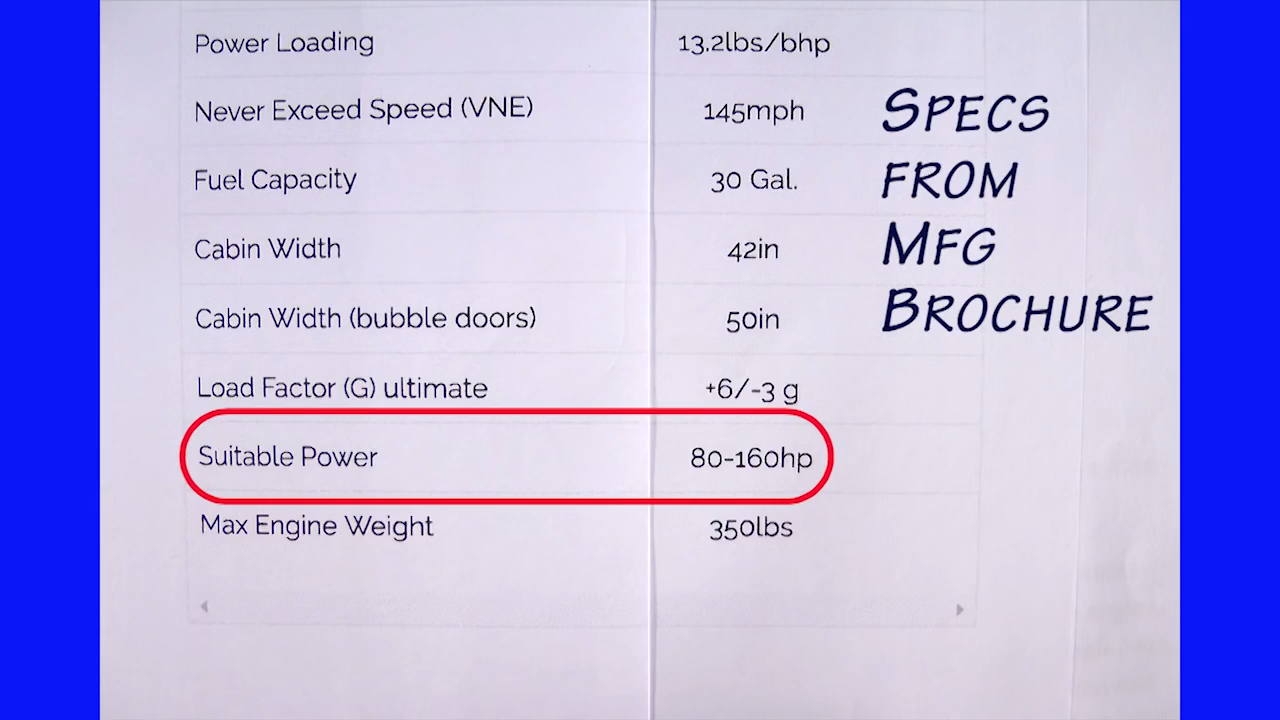 Power Loading 13.2lbs/bhp
Never Exceed Speed (VNE) 145mph
Fuel Capacity 30 Gal.
Cabin Width 42in
Cabin Width (bubble doors) 50in
Load Factor (G) ultimate +6/-3 g
Suitable Power 80-160hp
Max Engine Weight 350lbs
SPECS
FROM
MFG
BROCHURE